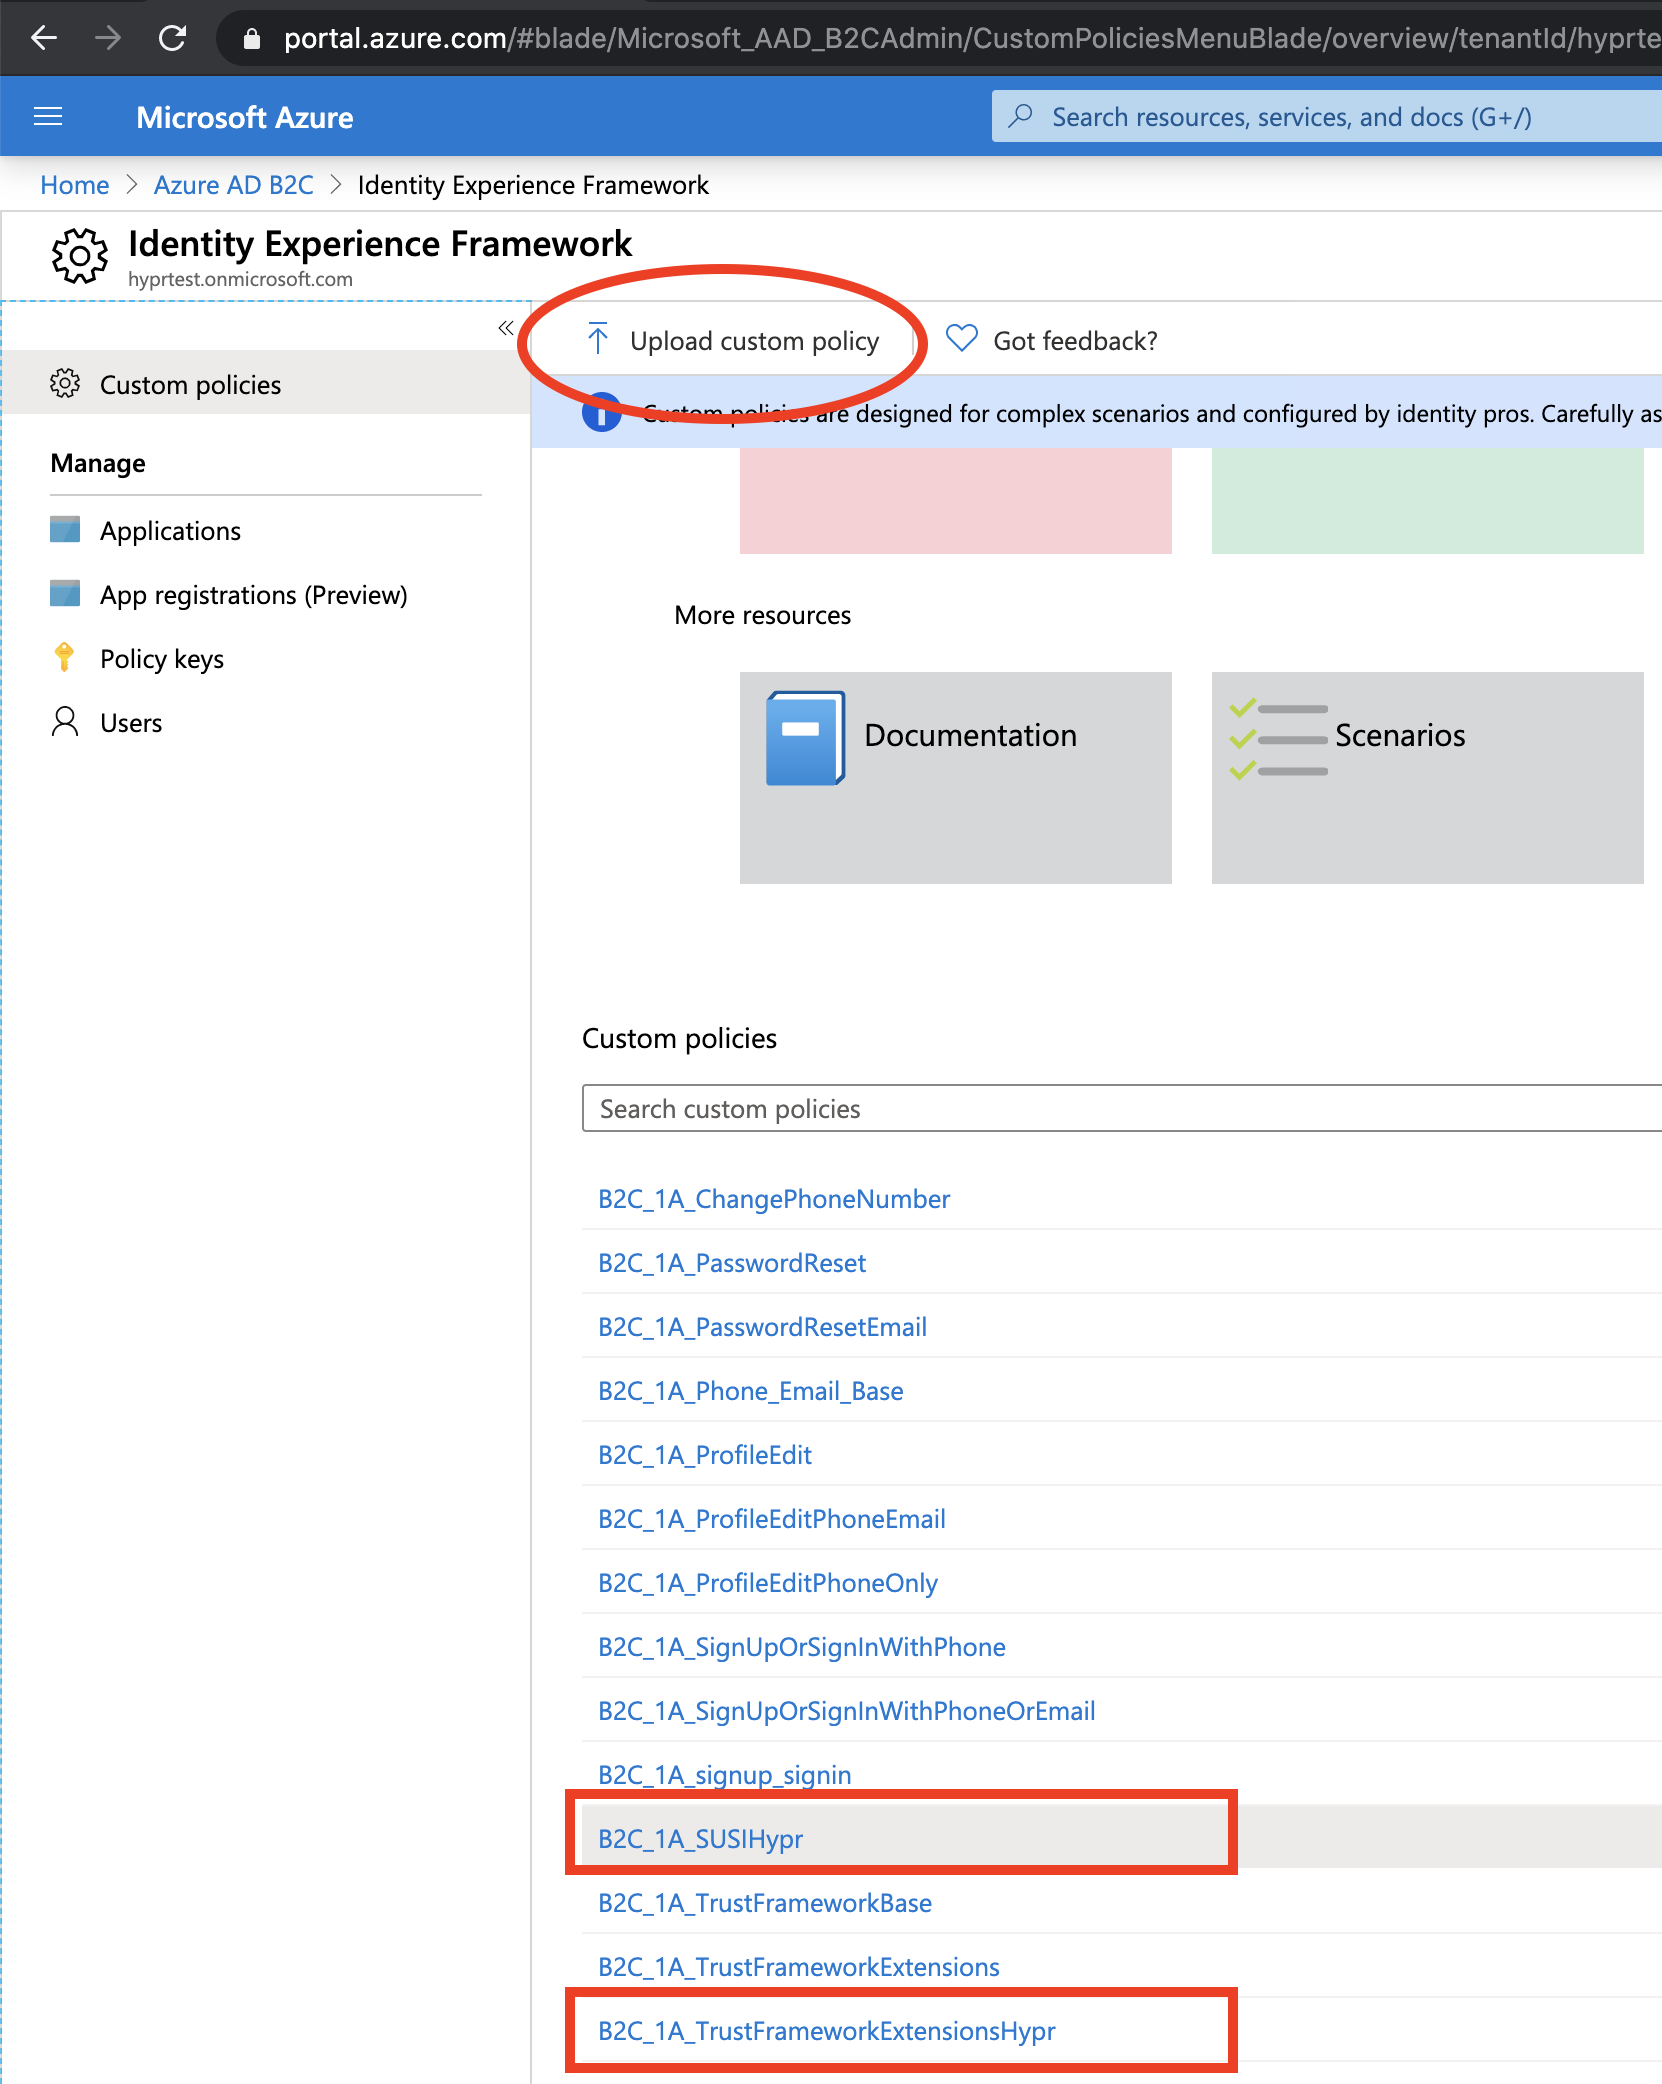 portal.azure.com/#blade/Microsoft_AAD_B2CAdmin/CustomPoliciesMenuBlade/overview/tenantId/hyprte
Microsoft Azure
Search resources, services, and docs (G+/)
Home > Azure AD B2C > Identity Experience Framework
Identity Experience Framework
hyprtest.onmicrosoft.com
«
Upload custom policy
Got feedback?
Custom policies
Custom policies are designed for complex scenarios and configured by identity pros. Carefully as
Manage
Applications
App registrations (Preview)
Policy keys
Users
More resources
Documentation
Scenarios
Custom policies
Search custom policies
B2C_1A_ChangePhoneNumber
B2C_1A_PasswordReset
B2C_1A_PasswordResetEmail
B2C_1A_Phone_Email_Base
B2C_1A_ProfileEdit
B2C_1A_ProfileEditPhoneEmail
B2C_1A_ProfileEditPhoneOnly
B2C_1A_SignUpOrSignInWithPhone
B2C_1A_SignUpOrSignInWithPhoneOrEmail
B2C_1A_signup_signin
B2C_1A_SUSIHypr
B2C_1A_TrustFrameworkBase
B2C_1A_TrustFrameworkExtensions
B2C_1A_TrustFrameworkExtensionsHypr